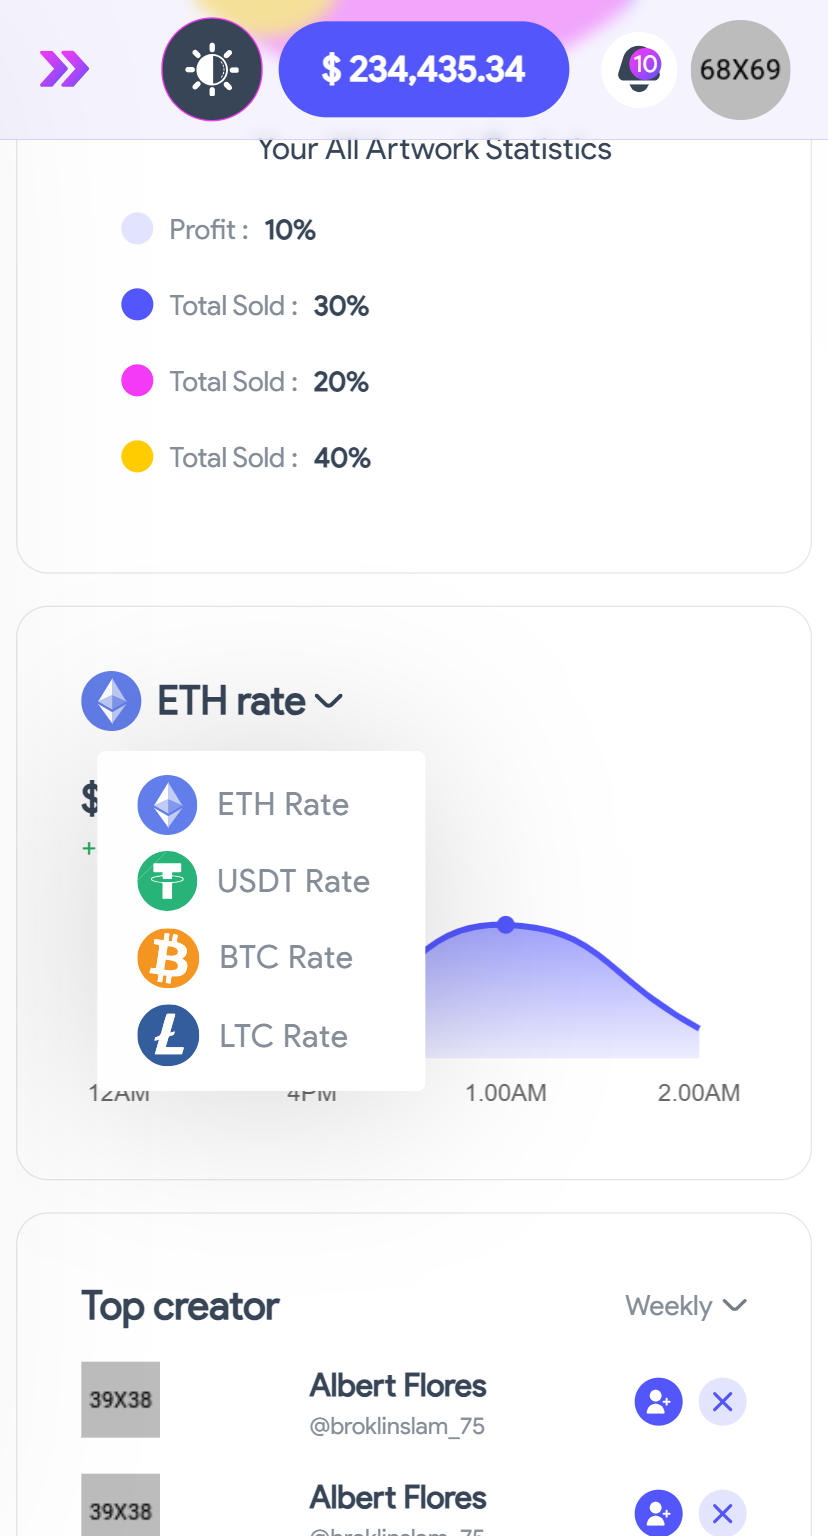 $ 234,435.34
10
68X69
Your All Artwork Statistics
Profit : 10%
Total Sold : 30%
Total Sold : 20%
Total Sold : 40%
ETH rate
$
+
ETH Rate
USDT Rate
BTC Rate
LTC Rate
12AM 4PM 1.00AM 2.00AM
Top creator
Weekly
39X38
Albert Flores
@broklinslam_75
39X38
Albert Flores
@broklinslam_75